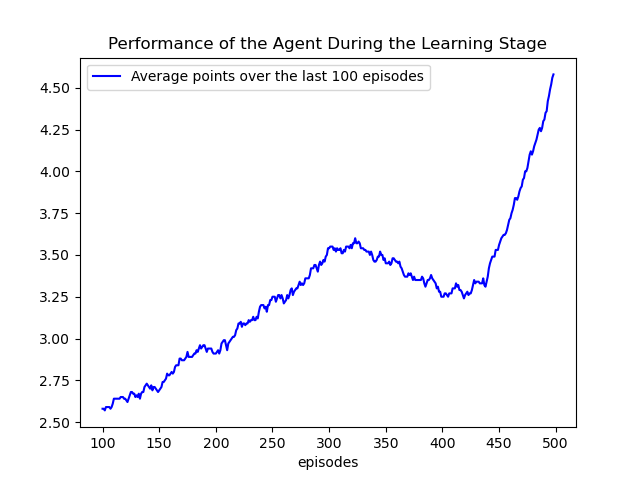 Performance of the Agent During the Learning Stage
Average points over the last 100 episodes
4.50
4.25
4.00
3.75
3.50
3.25
3.00
2.75
2.50
100 150 200 250 300 350 400 450 500
episodes